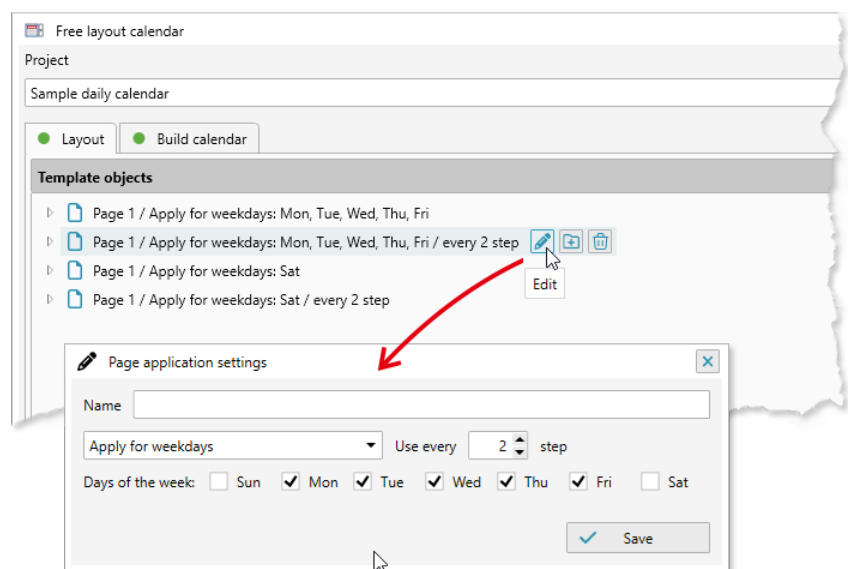 Free layout calendar
Project
Sample daily calendar
Layout Build calendar
Template objects
Page 1 / Apply for weekdays: Mon, Tue, Wed, Thu, Fri
Page 1 / Apply for weekdays: Mon, Tue, Wed, Thu, Fri / every 2 step
Page 1 / Apply for weekdays: Sat
Edit
Page 1 / Apply for weekdays: Sat / every 2 step
Page application settings
Name
Apply for weekdays Use every 2 step
Days of the week: Sun Mon Tue Wed Thu Fri Sat
Save